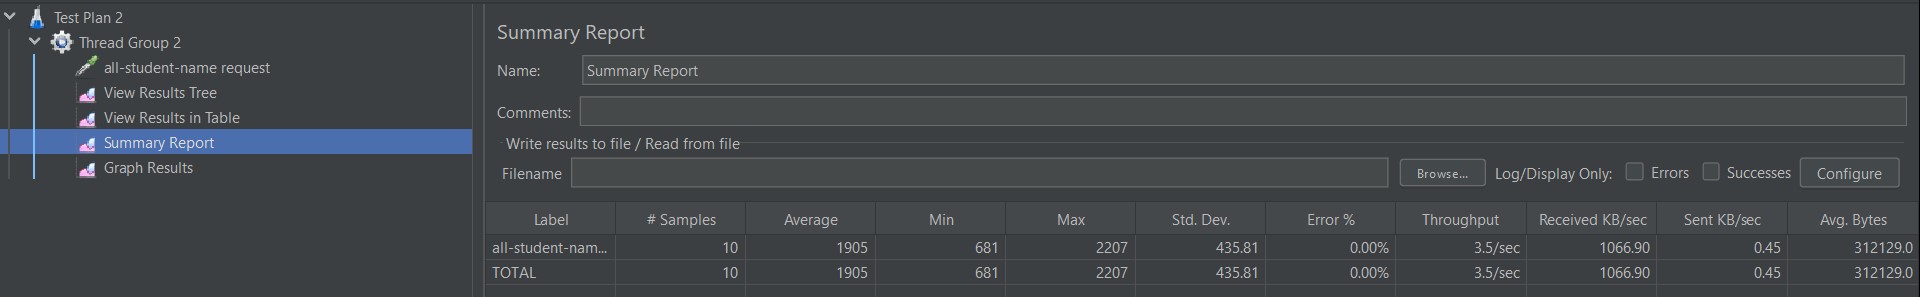 Test Plan 2
Thread Group 2
all-student-name request
View Results Tree
View Results in Table
Summary Report
Graph Results
Summary Report
Name: Summary Report
Comments:
Write results to file / Read from file
Filename Browse... Log/Display Only: Errors Successes Configure
Label # Samples Average Min Max Std. Dev. Error % Throughput Received KB/sec Sent KB/sec Avg. Bytes
all-student-nam... 10 1905 681 2207 435.81 0.00% 3.5/sec 1066.90 0.45 312129.0
TOTAL 10 1905 681 2207 435.81 0.00% 3.5/sec 1066.90 0.45 312129.0